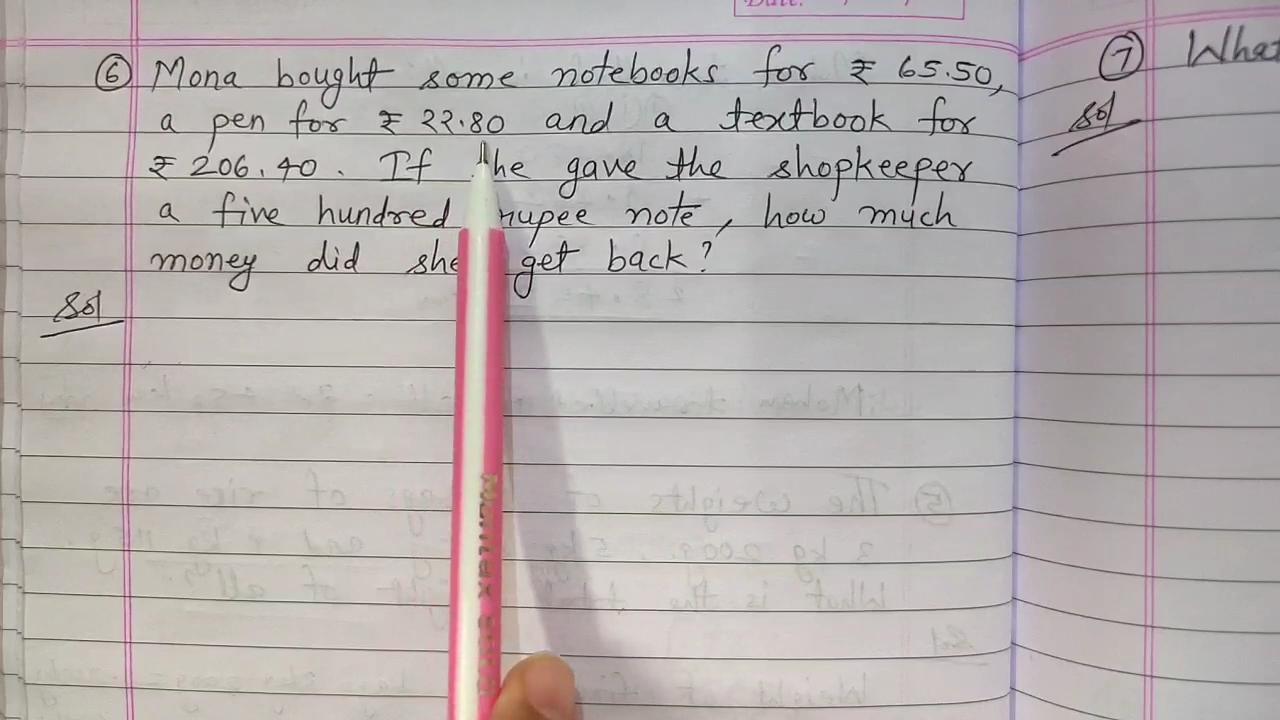 Date:
⑥ Mona bought some notebooks for ₹ 65.50,
a pen for ₹ 22.80 and a textbook for
₹ 206.40. If she gave the shopkeeper
a five hundred rupee note, how much
money did she get back?
Sol
⑦ What
Sol